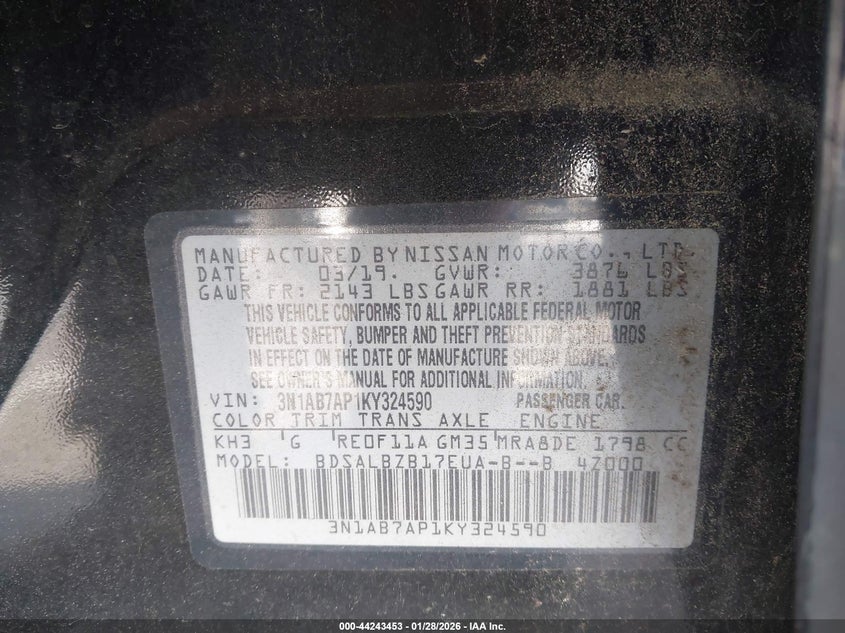 MANUFACTURED BY NISSAN MOTOR CO., LTD.
DATE: 03/19. GVWR: 3876 LBS
GAWR FR: 2143 LBS GAWR RR: 1881 LBS
THIS VEHICLE CONFORMS TO ALL APPLICABLE FEDERAL MOTOR
VEHICLE SAFETY, BUMPER AND THEFT PREVENTION STANDARDS
IN EFFECT ON THE DATE OF MANUFACTURE SHOWN ABOVE.
SEE OWNER'S MANUAL FOR ADDITIONAL INFORMATION.
VIN: 3N1AB7AP1KY324590 PASSENGER CAR.
COLOR TRIM TRANS AXLE ENGINE
KH3 G RE0F11A GM35 MRA8DE 1798 CC
MODEL: BDSALBZB17EUA-B--B 4Z000
3N1AB7AP1KY324590
000-44243453 — 01/28/2026 — IAA Inc.